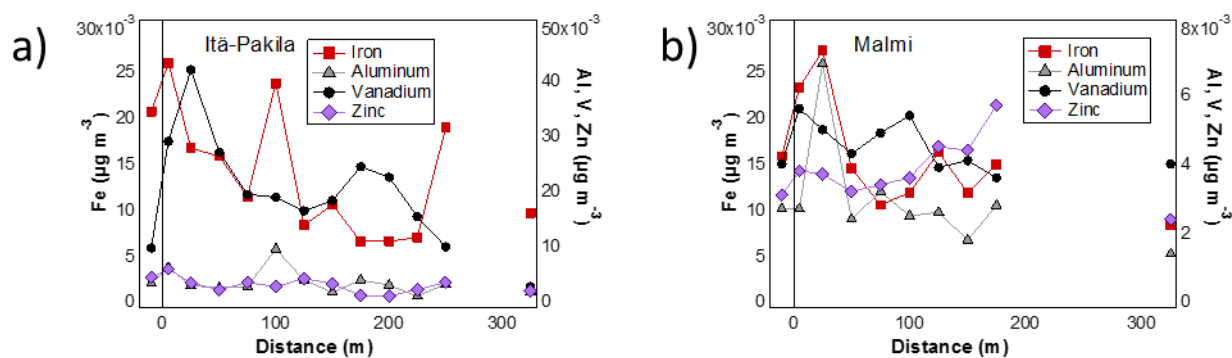 a)
Itä-Pakila
Iron
Aluminum
Vanadium
Zinc
30x10-3
25
20
15
10
5
0
Fe (µg m-3)
50x10-3
40
30
20
10
0
Al, V, Zn (µg m-3)
0 100 200 300
Distance (m)
b)
Malmi
Iron
Aluminum
Vanadium
Zinc
30x10-3
25
20
15
10
5
0
Fe (µg m-3)
8x10-3
6
4
2
0
Al, V, Zn (µg m-3)
0 100 200 300
Distance (m)